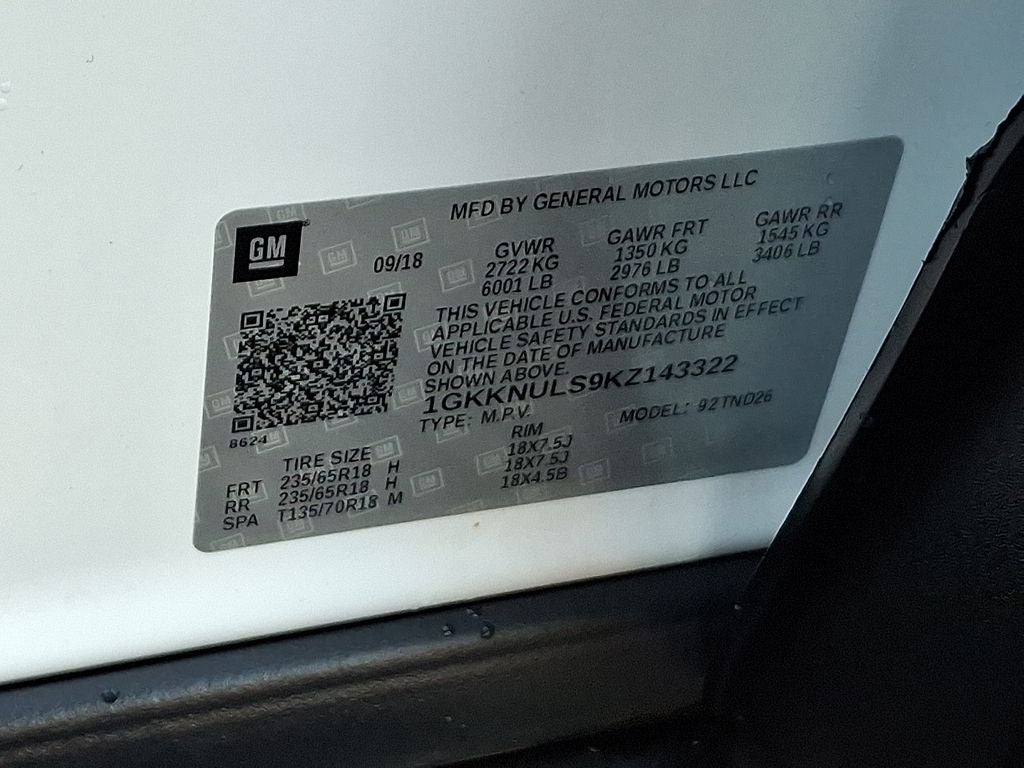 MFD BY GENERAL MOTORS LLC
GM
09/18
GVWR GAWR FRT GAWR RR
2722 KG 1350 KG 1545 KG
6001 LB 2976 LB 3406 LB
THIS VEHICLE CONFORMS TO ALL
APPLICABLE U.S. FEDERAL MOTOR
VEHICLE SAFETY STANDARDS IN EFFECT
ON THE DATE OF MANUFACTURE
SHOWN ABOVE.
1GKKNULS9KZ143322
TYPE: M.P.V. MODEL: 92TNO26
8624
TIRE SIZE RIM
FRT 235/65R18 H 18X7.5J
RR 235/65R18 H 18X7.5J
SPA T135/70R18 M 18X4.5B